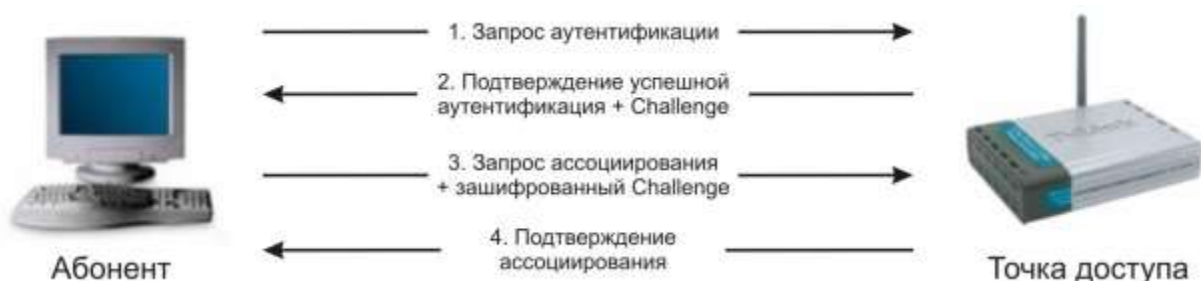 1. Запрос аутентификации
2. Подтверждение успешной
аутентификация + Challenge
3. Запрос ассоциирования
+ зашифрованный Challenge
4. Подтверждение
ассоциирования
Абонент
Точка доступа